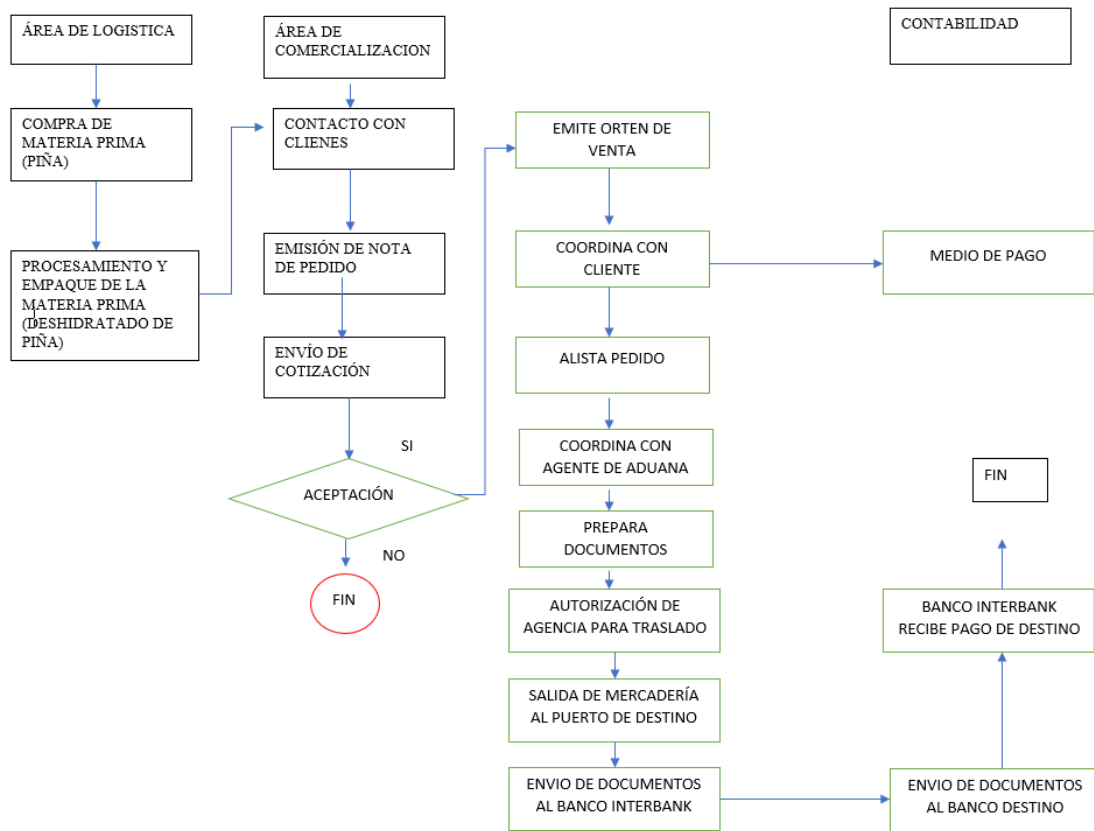 ÁREA DE LOGISTICA
COMPRA DE
MATERIA PRIMA
(PIÑA)
PROCESAMIENTO Y
EMPAQUE DE LA
MATERIA PRIMA
(DESHIDRATADO DE
PIÑA)
ÁREA DE
COMERCIALIZACION
CONTACTO CON
CLIENES
EMISIÓN DE NOTA
DE PEDIDO
ENVÍO DE
COTIZACIÓN
SI
ACEPTACIÓN
NO
FIN
EMITE ORTEN DE
VENTA
COORDINA CON
CLIENTE
ALISTA PEDIDO
COORDINA CON
AGENTE DE ADUANA
PREPARA
DOCUMENTOS
AUTORIZACIÓN DE
AGENCIA PARA TRASLADO
SALIDA DE MERCADERÍA
AL PUERTO DE DESTINO
ENVIO DE DOCUMENTOS
AL BANCO INTERBANK
CONTABILIDAD
MEDIO DE PAGO
FIN
BANCO INTERBANK
RECIBE PAGO DE DESTINO
ENVIO DE DOCUMENTOS
AL BANCO DESTINO